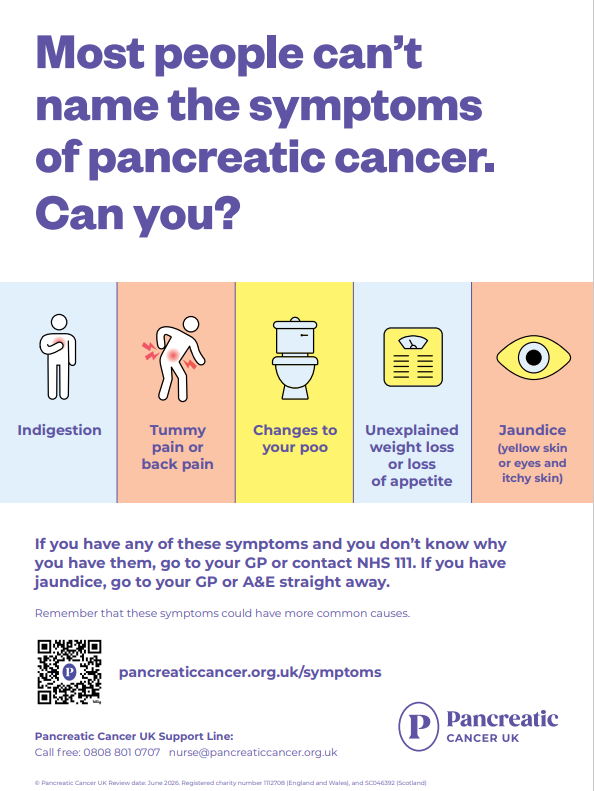 Most people can’t
name the symptoms
of pancreatic cancer.
Can you?
Indigestion
Tummy
pain or
back pain
Changes to
your poo
Unexplained
weight loss
or loss
of appetite
Jaundice
(yellow skin
or eyes and
itchy skin)
If you have any of these symptoms and you don’t know why
you have them, go to your GP or contact NHS 111. If you have
jaundice, go to your GP or A&E straight away.
Remember that these symptoms could have more common causes.
P
pancreaticcancer.org.uk/symptoms
P
Pancreatic
CANCER UK
Pancreatic Cancer UK Support Line:
Call free: 0808 801 0707 nurse@pancreaticcancer.org.uk
© Pancreatic Cancer UK Review date: June 2026. Registered charity number 1112708 (England and Wales), and SC046392 (Scotland)